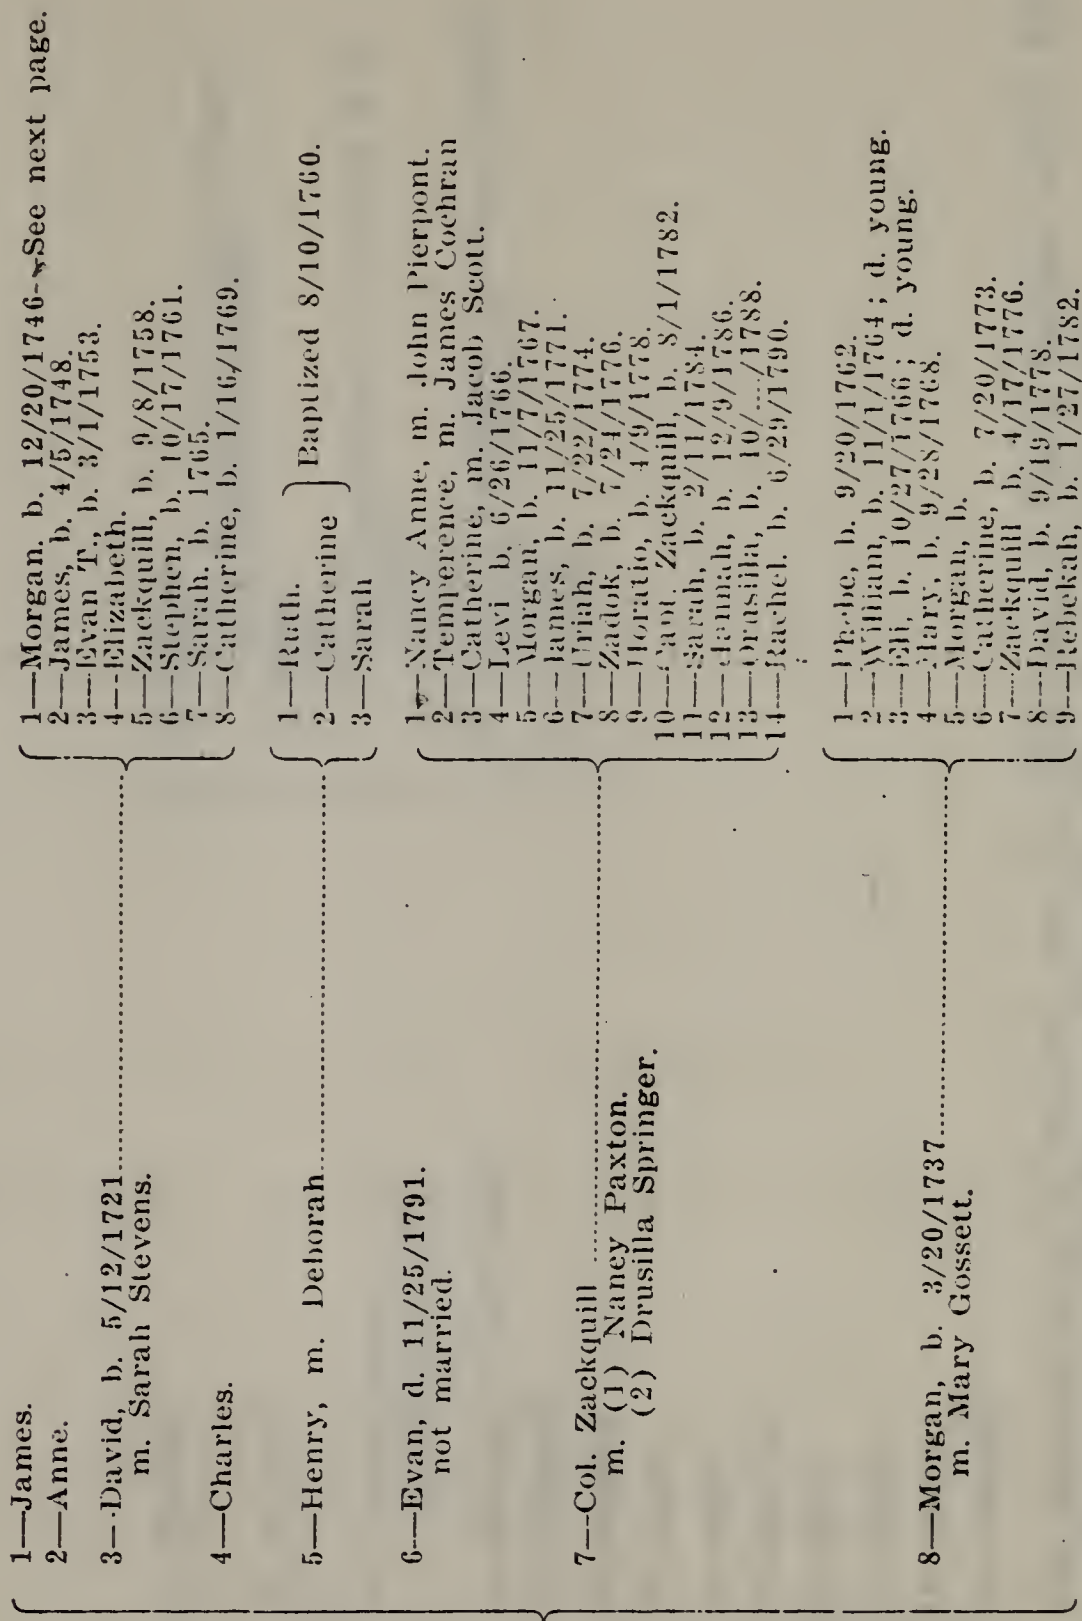 1—James.
2—Anne.
3—David, b. 5/12/1721
m. Sarah Stevens.
4—Charles.
5—Henry, m. Deborah
6—Evan, d. 11/25/1791.
not married.
7—Col. Zackquill
m. (1) Nancy Paxton.
(2) Drusilla Springer.
8—Morgan, b. 3/20/1737
m. Mary Gossett.
1—Morgan. b. 12/20/1746—See next page.
2—James, b. 4/5/1748.
3—Evan T., b. 3/1/1753.
4—Elizabeth.
5—Zackquill, b. 9/8/1758.
6—Stephen, b. 10/17/1761.
7—Sarah. b. 1765.
8—Catherine, b. 1/16/1769.
1—Ruth.
2—Catherine } Baptized 8/10/1760.
3—Sarah
1—Nancy Anne, m. John Pierpont.
2—Temperence, m. James Cochran
3—Catherine, m. Jacob Scott.
4—Levi b. 6/26/1766.
5—Morgan, b. 11/7/1767.
6—James, b. 11/25/1771.
7—Uriah, b. 7/22/1774.
8—Zadok, b. 7/24/1776.
9—Horatio, b. 4/9/1778.
10—Capt. Zackquill, b. 8/1/1782.
11—Sarah, b. 2/11/1784.
12—Hannah, b. 12/9/1786.
13—Drusilla, b. 10/..../1788.
14—Rachel. b. 6/29/1790.
1—Phebe, b. 9/20/1762.
2—William, b. 11/1/1764; d. young.
3—Eli, b. 10/27/1766; d. young.
4—Mary, b. 9/28/1768.
5—Morgan, b.
6—Catherine, b. 7/20/1773.
7—Zackquill b. 4/17/1776.
8—David, b. 9/19/1778.
9—Rebekah, b. 1/27/1782.